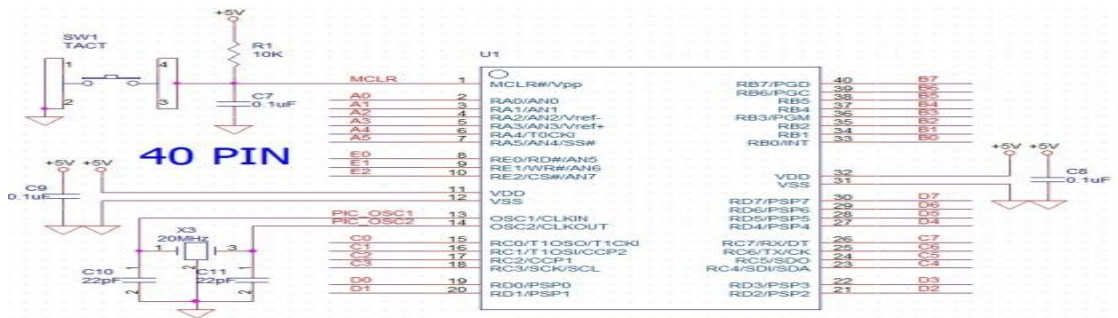 +5V
SW1
TACT
1
4
2
3
R1
10K
C7
0.1uF
U1
MCLR 1 MCLR#/Vpp
A0 2 RA0/AN0
A1 3 RA1/AN1
A2 4 RA2/AN2/Vref-
A3 5 RA3/AN3/Vref+
A4 6 RA4/T0CKI
A5 7 RA5/AN4/SS#
40 PIN
E0 8 RE0/RD#/AN5
E1 9 RE1/WR#/AN6
E2 10 RE2/CS#/AN7
+5V +5V
C9
0.1uF
11 VDD
12 VSS
PIC_OSC1 13 OSC1/CLKIN
PIC_OSC2 14 OSC2/CLKOUT
X3
20MHz
1 3
2
C10
22pF
2
C11
22pF
2
C0 15 RC0/T1OSO/T1CKI
C1 16 RC1/T1OSI/CCP2
C2 17 RC2/CCP1
C3 18 RC3/SCK/SCL
D0 19 RD0/PSP0
D1 20 RD1/PSP1
RB7/PGD 40 B7
RB6/PGC 39 B6
RB5 38 B5
RB4 37 B4
RB3/PGM 36 B3
RB2 35 B2
RB1 34 B1
RB0/INT 33 B0
+5V +5V
VDD 32
VSS 31
C8
0.1uF
RD7/PSP7 30 D7
RD6/PSP6 29 D6
RD5/PSP5 28 D5
RD4/PSP4 27 D4
RC7/RX/DT 26 C7
RC6/TX/CK 25 C6
RC5/SDO 24 C5
RC4/SDI/SDA 23 C4
RD3/PSP3 22 D3
RD2/PSP2 21 D2